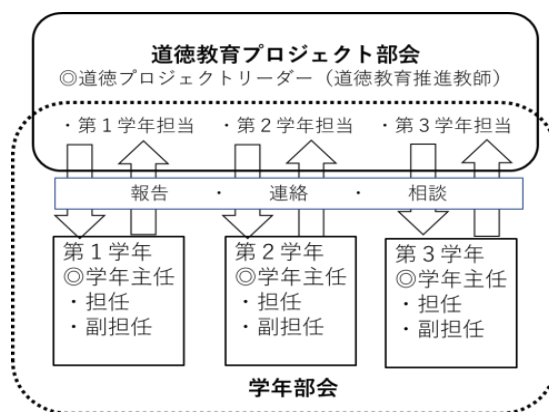 道徳教育プロジェクト部会
◎道徳プロジェクトリーダー（道徳教育推進教師）
・第１学年担当　・第２学年担当　・第３学年担当
報告　・　連絡　・　相談
第１学年
◎学年主任
・担任
・副担任
第２学年
◎学年主任
・担任
・副担任
第３学年
◎学年主任
・担任
・副担任
学年部会